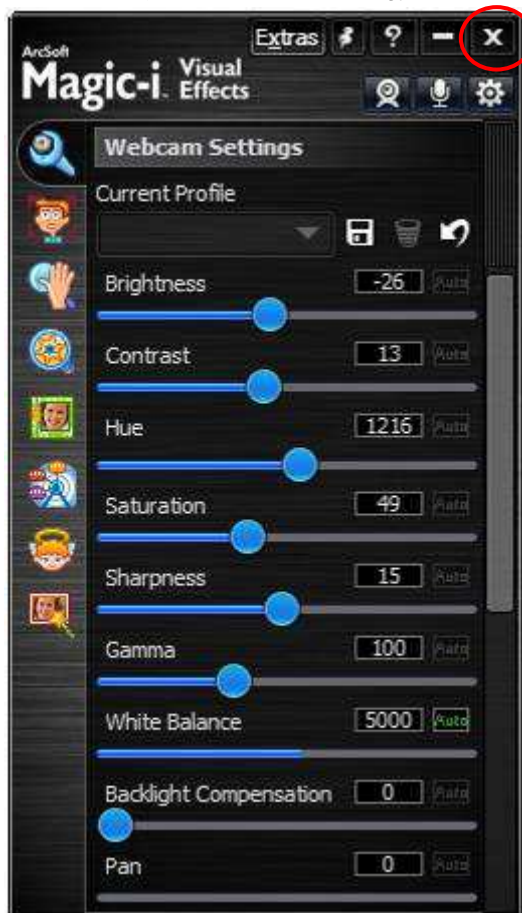 Extras ? X
ArcSoft
Magic-i Visual
Effects
Webcam Settings
Current Profile
Brightness -26 Auto
Contrast 13 Auto
Hue 1216 Auto
Saturation 49 Auto
Sharpness 15 Auto
Gamma 100 Auto
White Balance 5000 Auto
Backlight Compensation 0 Auto
Pan 0 Auto